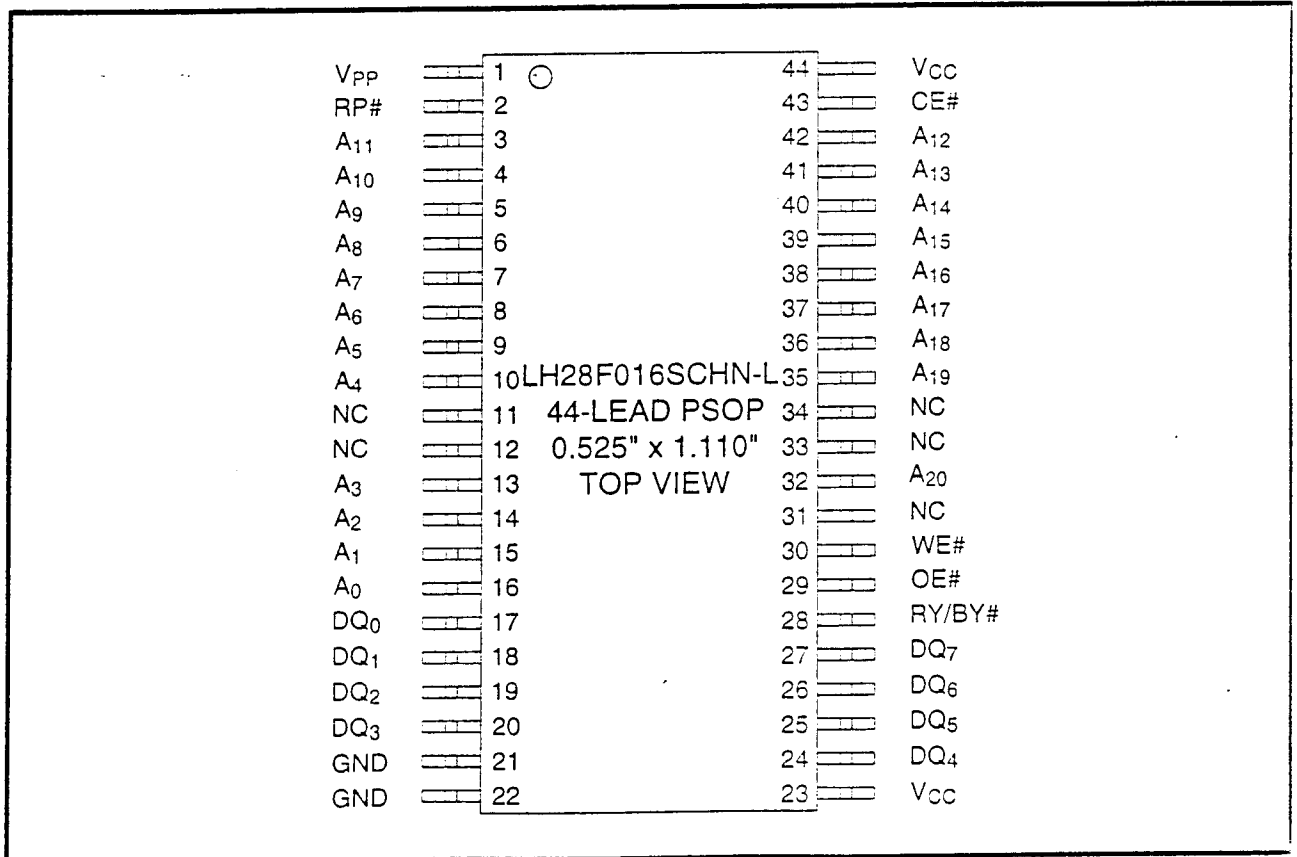 VPP 1 44 VCC
RP# 2 43 CE#
A11 3 42 A12
A10 4 41 A13
A9 5 40 A14
A8 6 39 A15
A7 7 38 A16
A6 8 37 A17
A5 9 36 A18
A4 10 LH28F016SCHN-L 35 A19
NC 11 44-LEAD PSOP 34 NC
NC 12 0.525" x 1.110" 33 NC
A3 13 TOP VIEW 32 A20
A2 14 31 NC
A1 15 30 WE#
A0 16 29 OE#
DQ0 17 28 RY/BY#
DQ1 18 27 DQ7
DQ2 19 26 DQ6
DQ3 20 25 DQ5
GND 21 24 DQ4
GND 22 23 VCC